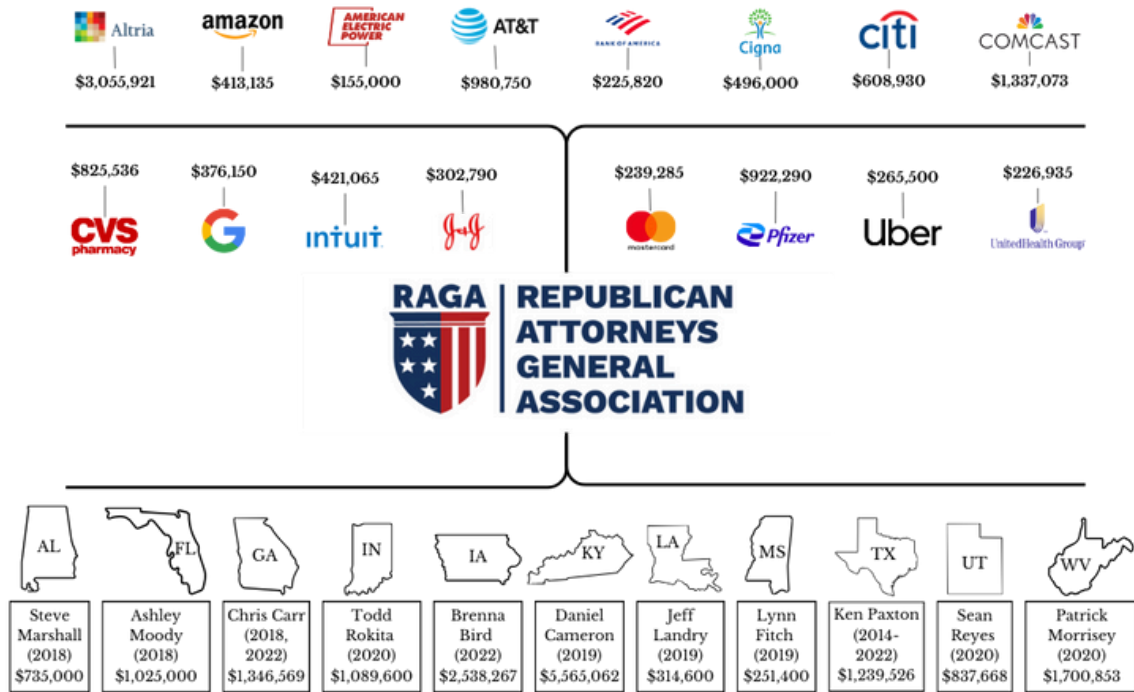 Altria
amazon
AMERICAN
ELECTRIC
POWER
AT&T
BANK OF AMERICA
Cigna
citi
COMCAST
$3,055,921
$413,135
$155,000
$980,750
$225,820
$496,000
$608,930
$1,337,073
$825,536
$376,150
$421,065
$302,790
$239,285
$922,290
$265,500
$226,935
CVS
pharmacy
G
intuit
J&J
mastercard
Pfizer
Uber
UnitedHealth Group
RAGA
REPUBLICAN
ATTORNEYS
GENERAL
ASSOCIATION
AL
FL
GA
IN
IA
KY
LA
MS
TX
UT
WV
Steve
Marshall
(2018)
$735,000
Ashley
Moody
(2018)
$1,025,000
Chris Carr
(2018,
2022)
$1,346,569
Todd
Rokita
(2020)
$1,089,600
Brenna
Bird
(2022)
$2,538,267
Daniel
Cameron
(2019)
$5,565,062
Jeff
Landry
(2019)
$314,600
Lynn
Fitch
(2019)
$251,400
Ken Paxton
(2014-
2022)
$1,239,526
Sean
Reyes
(2020)
$837,668
Patrick
Morrisey
(2020)
$1,700,853